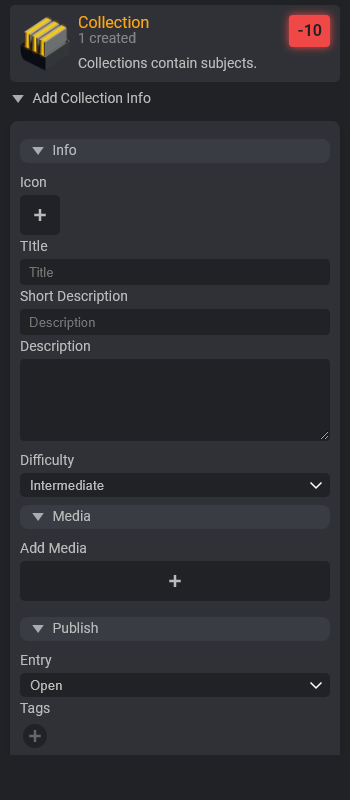 Collection
1 created
-10
Collections contain subjects.
Add Collection Info
Info
Icon
TItle
Title
Short Description
Description
Description
Difficulty
Intermediate
Media
Add Media
Publish
Entry
Open
Tags